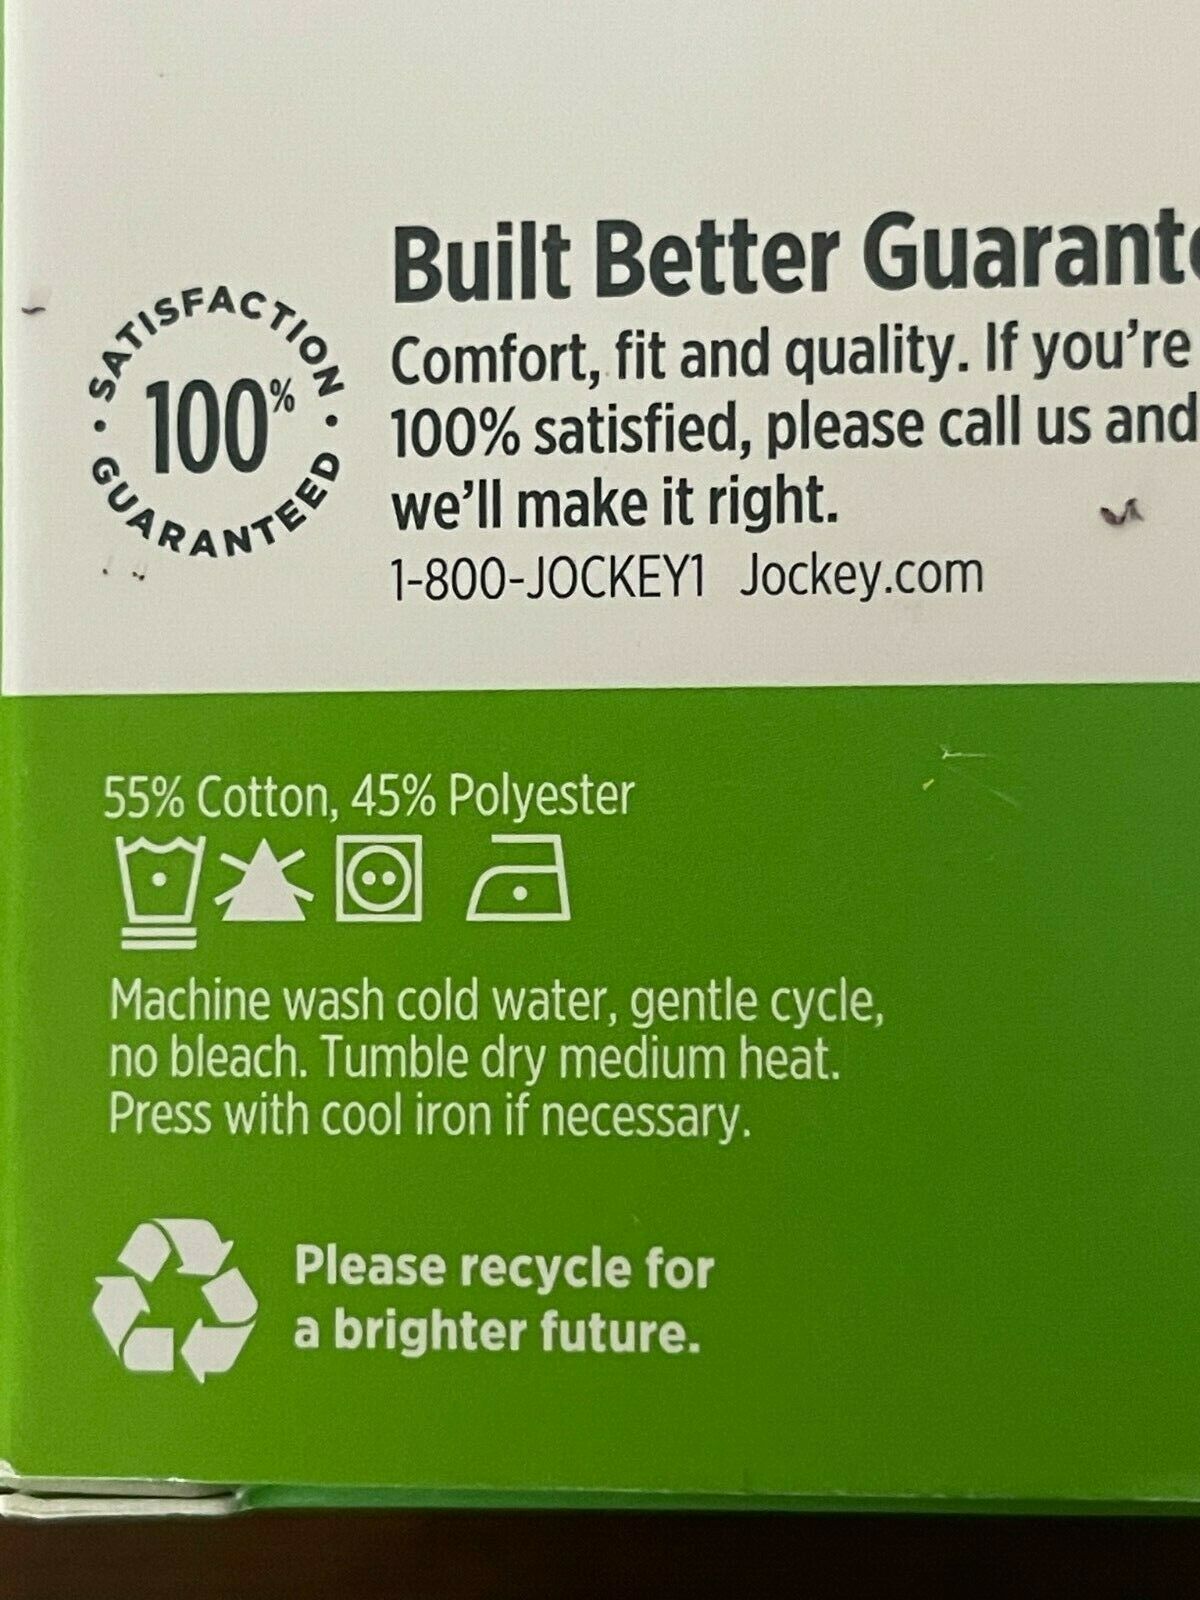 SATISFACTION
100%
GUARANTEED
Built Better
Comfort, fit and quality. If you're
100% satisfied, please call us and
we'll make it right.
1-800-JOCKEY1 Jockey.com
55% Cotton, 45% Polyester
Machine wash cold water, gentle cycle,
no bleach. Tumble dry medium heat.
Press with cool iron if necessary.
Please recycle for
a brighter future.